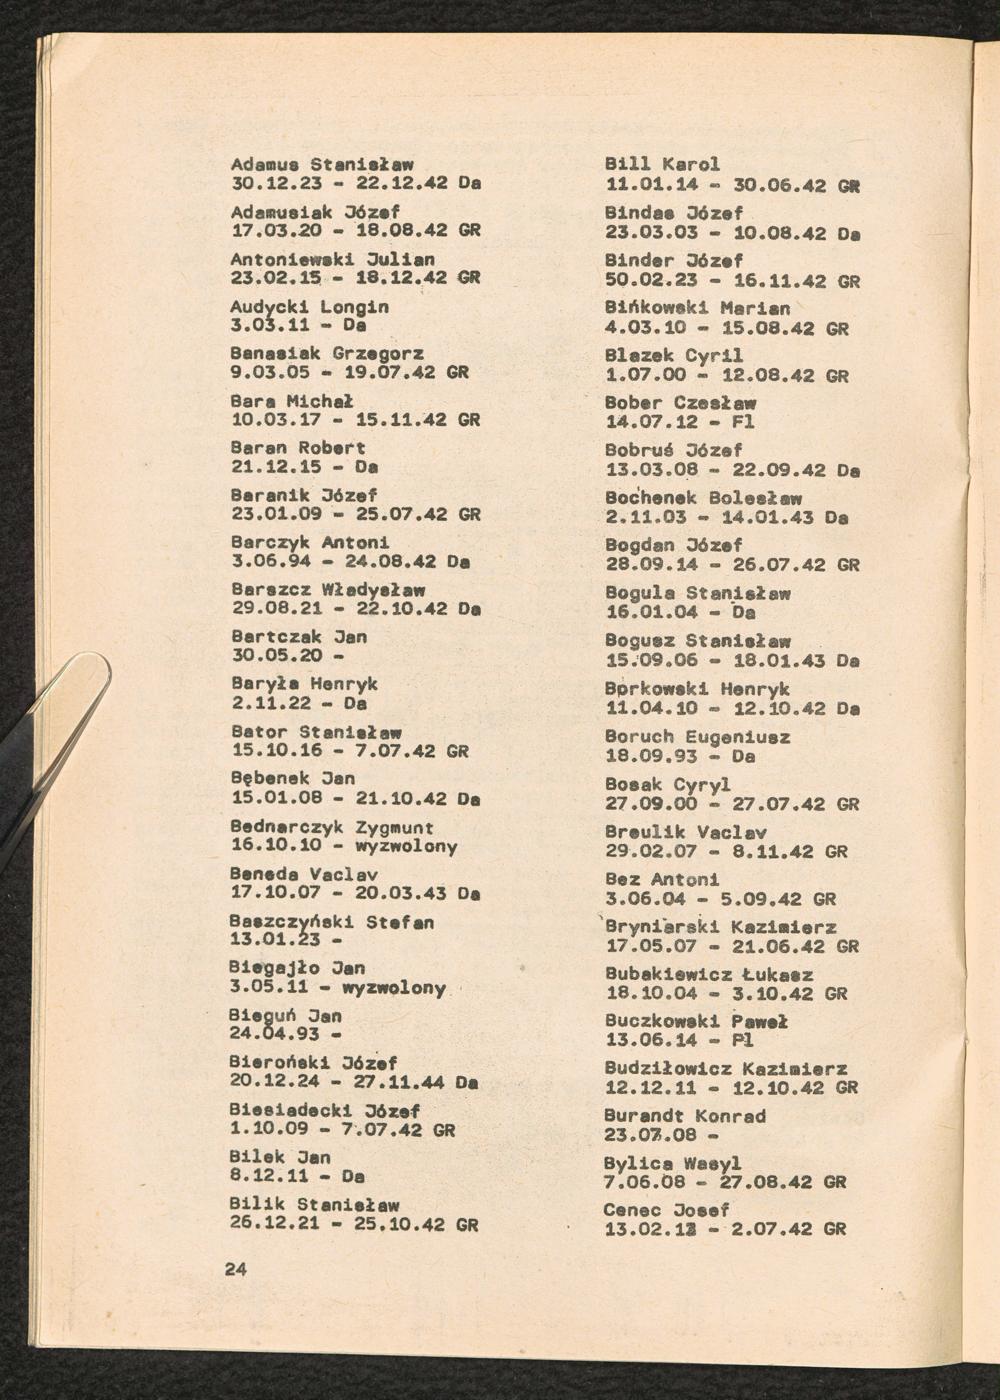 Adamus Stanisław
30.12.23 - 22.12.42 Da
Adamusiak Józef
17.03.20 - 18.08.42 GR
Antoniewski Julian
23.02.15 - 18.12.42 GR
Audycki Longin
3.03.11 - Da
Banasiak Grzegorz
9.03.05 - 19.07.42 GR
Bara Michał
10.03.17 - 15.11.42 GR
Baran Robert
21.12.15 - Da
Baranik Józef
23.01.09 - 25.07.42 GR
Barczyk Antoni
3.06.94 - 24.08.42 Da
Barszcz Władysław
29.08.21 - 22.10.42 Da
Bartczak Jan
30.05.20 -
Baryła Henryk
2.11.22 - Da
Bator Stanisław
15.10.16 - 7.07.42 GR
Bębenek Jan
15.01.08 - 21.10.42 Da
Bednarczyk Zygmunt
16.10.10 - wyzwolony
Beneda Vaclav
17.10.07 - 20.03.43 Da
Baszczyński Stefan
13.01.23 -
Biegajło Jan
3.05.11 - wyzwolony
Bieguń Jan
24.04.93 -
Bieroński Józef
20.12.24 - 27.11.44 Da
Biesiadecki Józef
1.10.09 - 7.07.42 GR
Bilek Jan
8.12.11 - Da
Bilik Stanisław
26.12.21 - 25.10.42 GR
Bill Karol
11.01.14 - 30.06.42 GR
Bindas Józef
23.03.03 - 10.08.42 Da
Binder Józef
50.02.23 - 16.11.42 GR
Bińkowski Marian
4.03.10 - 15.08.42 GR
Blazek Cyril
1.07.00 - 12.08.42 GR
Bober Czesław
14.07.12 - Fl
Bobruś Józef
13.03.08 - 22.09.42 Da
Bochenek Bolesław
2.11.03 - 14.01.43 Da
Bogdan Józef
28.09.14 - 26.07.42 GR
Bogula Stanisław
16.01.04 - Da
Bogusz Stanisław
15.09.06 - 18.01.43 Da
Borkowski Henryk
11.04.10 - 12.10.42 Da
Boruch Eugeniusz
18.09.93 - Da
Bosak Cyryl
27.09.00 - 27.07.42 GR
Breulik Vaclav
29.02.07 - 8.11.42 GR
Bez Antoni
3.06.04 - 5.09.42 GR
Bryniarski Kazimierz
17.05.07 - 21.06.42 GR
Bubakiewicz Łukasz
18.10.04 - 3.10.42 GR
Buczkowski Paweł
13.06.14 - Pl
Budziłowicz Kazimierz
12.12.11 - 12.10.42 GR
Burandt Konrad
23.07.08 -
Bylica Wasyl
7.06.08 - 27.08.42 GR
Cenec Josef
- 2.07.42 GR
24